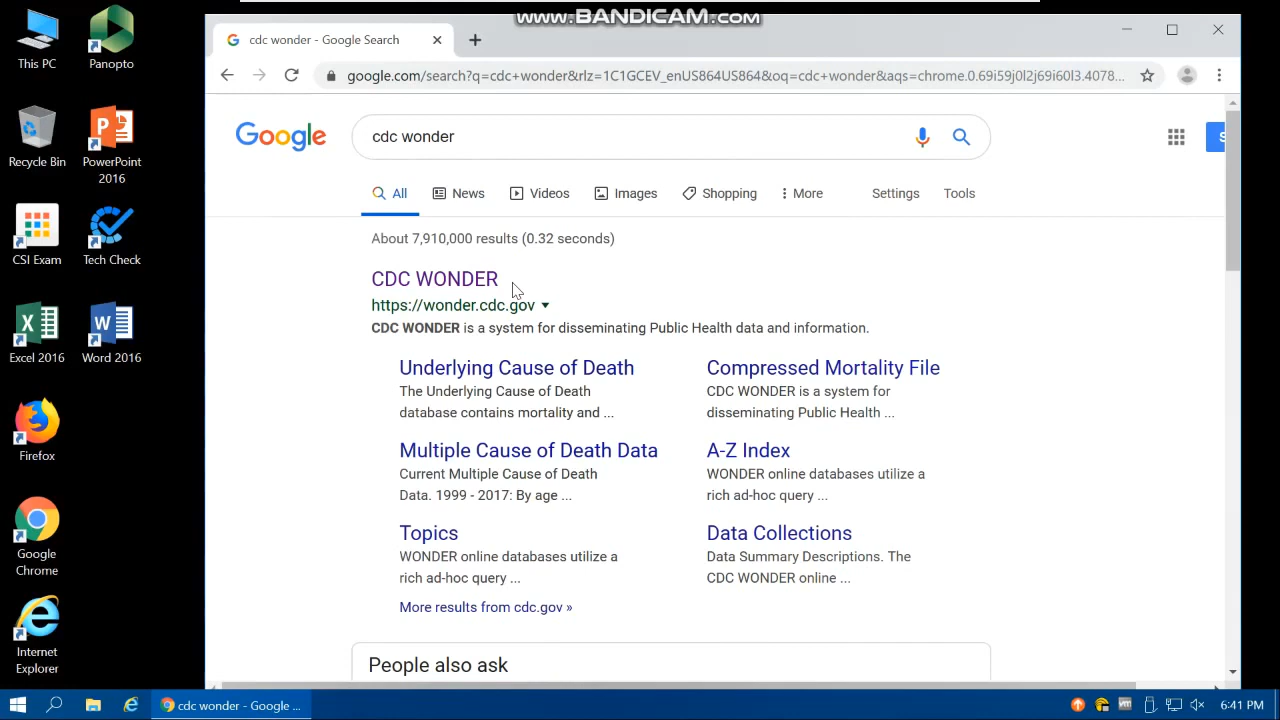 www.BANDICAM.com
This PC
Panopto
Recycle Bin
PowerPoint
2016
CSI Exam
Tech Check
Excel 2016
Word 2016
Firefox
Google
Chrome
Internet
Explorer
cdc wonder - Google Search
google.com/search?q=cdc+wonder&rlz=1C1GCEV_enUS864US864&oq=cdc+wonder&aqs=chrome.0.69i59j0l2j69i60l3.4078...
Google
cdc wonder
S
All
News
Videos
Images
Shopping
More
Settings
Tools
About 7,910,000 results (0.32 seconds)
CDC WONDER
https://wonder.cdc.gov
CDC WONDER is a system for disseminating Public Health data and information.
Underlying Cause of Death
The Underlying Cause of Death
database contains mortality and ...
Compressed Mortality File
CDC WONDER is a system for
disseminating Public Health ...
Multiple Cause of Death Data
Current Multiple Cause of Death
Data. 1999 - 2017: By age ...
A-Z Index
WONDER online databases utilize a
rich ad-hoc query ...
Topics
WONDER online databases utilize a
rich ad-hoc query ...
Data Collections
Data Summary Descriptions. The
CDC WONDER online ...
More results from cdc.gov »
People also ask
cdc wonder - Google ...
6:41 PM